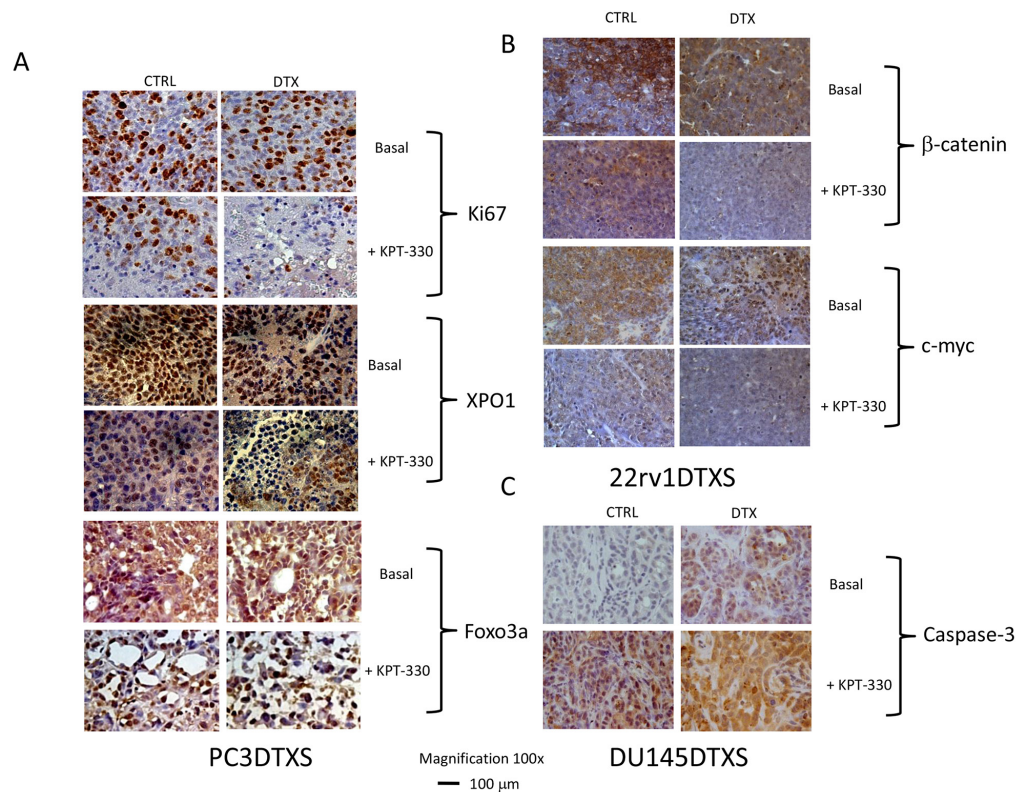 A
CTRL DTX
Basal
+ KPT-330
Ki67
Basal
+ KPT-330
XPO1
Basal
+ KPT-330
Foxo3a
PC3DTXS
B
CTRL DTX
Basal
+ KPT-330
β-catenin
Basal
+ KPT-330
c-myc
22rv1DTXS
C
CTRL DTX
Basal
+ KPT-330
Caspase-3
DU145DTXS
Magnification 100x
100 μm